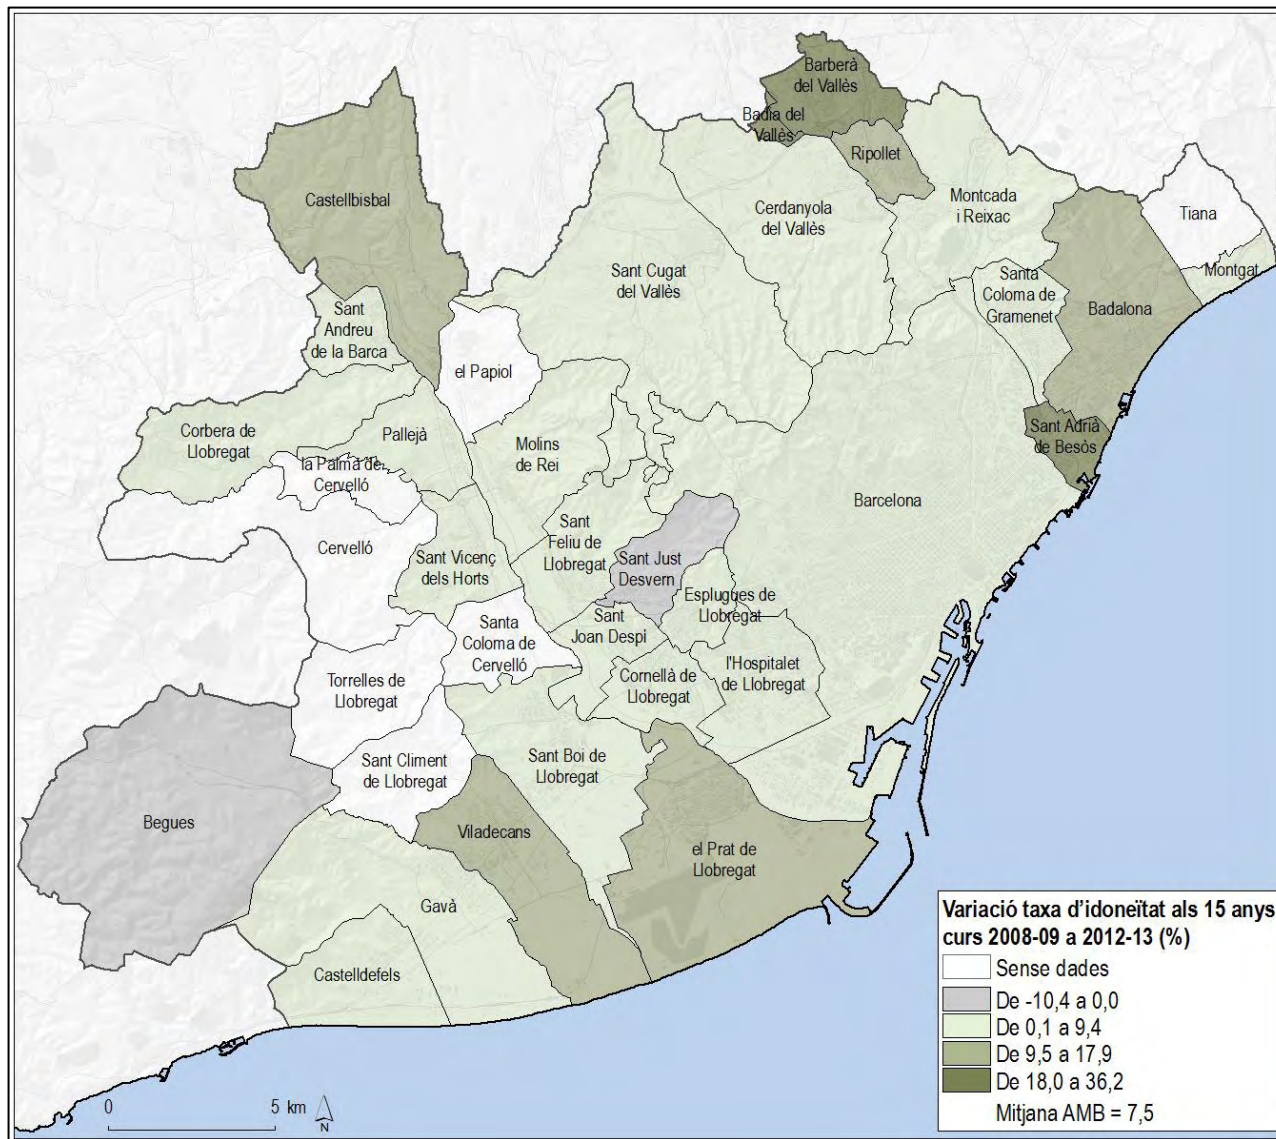 Barberà
del Vallès
Badia del
Vallès
Ripollet
Castellbisbal
Montcada
i Reixac
Cerdanyola
del Vallès
Tiana
Montgat
Sant Cugat
del Vallès
Santa
Coloma de
Gramenet
Badalona
Sant
Andreu
de la Barca
el Papiol
Corbera de
Llobregat
Pallejà
Molins
de Rei
Sant Adrià
de Besòs
la Palma de
Cervelló
Barcelona
Cervelló
Sant
Feliu de
Llobregat
Sant Vicenç
dels Horts
Sant Just
Desvern
Esplugues de
Llobregat
Santa
Coloma de
Cervelló
Sant
Joan Despí
l'Hospitalet
de Llobregat
Cornellà de
Llobregat
Torrelles de
Llobregat
Sant Climent
de Llobregat
Sant Boi de
Llobregat
Begues
Viladecans
el Prat de
Llobregat
Gavà
Castelldefels
Variació taxa d'idoneïtat als 15 anys
curs 2008-09 a 2012-13 (%)
Sense dades
De -10,4 a 0,0
De 0,1 a 9,4
De 9,5 a 17,9
De 18,0 a 36,2
Mitjana AMB = 7,5
0 5 km
N